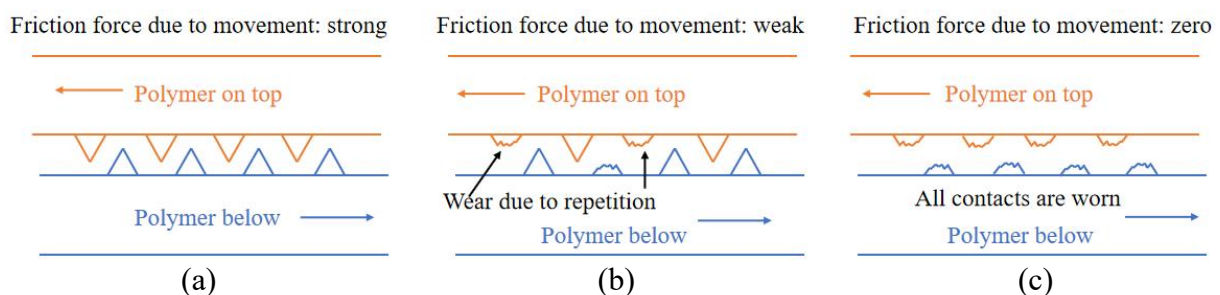 Friction force due to movement: strong
Polymer on top
Polymer below
(a)
Friction force due to movement: weak
Polymer on top
Wear due to repetition
Polymer below
(b)
Friction force due to movement: zero
Polymer on top
All contacts are worn
Polymer below
(c)